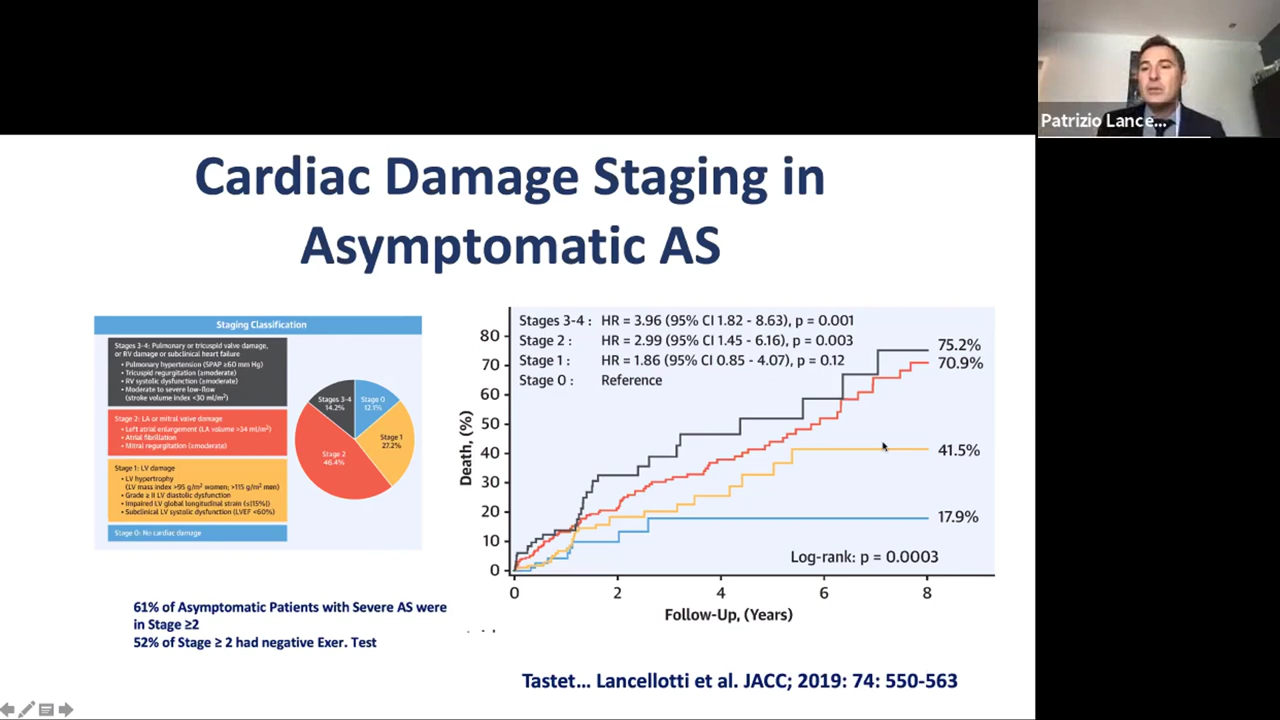 Patrizio Lance...
Cardiac Damage Staging in
Asymptomatic AS
Staging Classification
Stages 3-4: Pulmonary or tricuspid valve damage,
or RV damage or subclinical heart failure
• Pulmonary hypertension (SPAP ≥60 mm Hg)
• Tricuspid regurgitation (≥moderate)
• RV systolic dysfunction (≥moderate)
• Moderate to severe low-flow
(stroke volume index <30 ml/m²)
Stage 2: LA or mitral valve damage
• Left atrial enlargement (LA volume >34 ml/m²)
• Atrial fibrillation
• Mitral regurgitation (≥moderate)
Stage 1: LV damage
• LV hypertrophy
(LV mass index >95 g/m² women; >115 g/m² men)
• Grade ≥ II LV diastolic dysfunction
• Impaired LV global longitudinal strain (≤|15%|)
• Subclinical LV systolic dysfunction (LVEF <60%)
Stage 0: No cardiac damage
Stages 3-4
14.2%
Stage 0
12.1%
Stage 1
27.2%
Stage 2
46.4%
Stages 3-4 : HR = 3.96 (95% CI 1.82 - 8.63), p = 0.001
Stage 2 : HR = 2.99 (95% CI 1.45 - 6.16), p = 0.003
Stage 1 : HR = 1.86 (95% CI 0.85 - 4.07), p = 0.12
Stage 0 : Reference
80
70
60
50
40
30
20
10
0
Death, (%)
75.2%
70.9%
41.5%
17.9%
Log-rank: p = 0.0003
0 2 4 6 8
Follow-Up, (Years)
61% of Asymptomatic Patients with Severe AS were
in Stage ≥2
52% of Stage ≥ 2 had negative Exer. Test
Tastet... Lancellotti et al. JACC; 2019: 74: 550-563